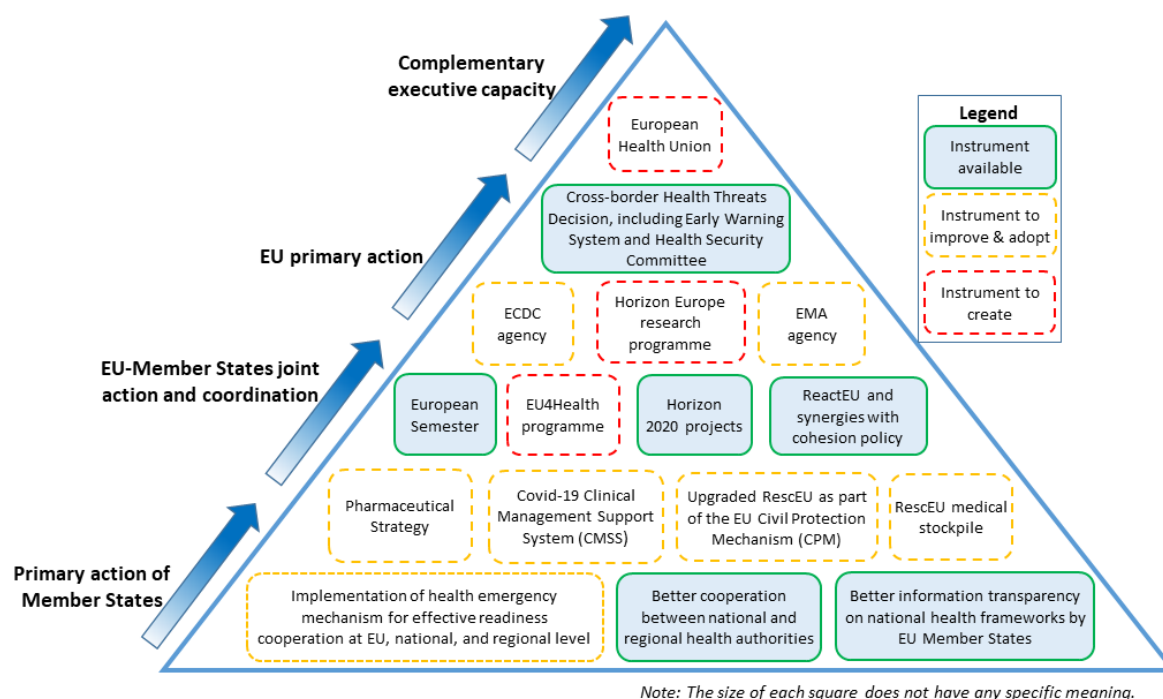 Complementary
executive capacity
EU primary action
EU-Member States joint
action and coordination
Primary action of
Member States
European
Health Union
Cross-border Health Threats
Decision, including Early Warning
System and Health Security
Committee
ECDC
agency
Horizon Europe
research
programme
EMA
agency
European
Semester
EU4Health
programme
Horizon
2020 projects
ReactEU and
synergies with
cohesion policy
Pharmaceutical
Strategy
Covid-19 Clinical
Management Support
System (CMSS)
Upgraded RescEU as part
of the EU Civil Protection
Mechanism (CPM)
RescEU medical
stockpile
Implementation of health emergency
mechanism for effective readiness
cooperation at EU, national, and regional level
Better cooperation
between national and
regional health authorities
Better information transparency
on national health frameworks by
EU Member States
Legend
Instrument
available
Instrument to
improve & adopt
Instrument to
create
Note: The size of each square does not have any specific meaning.